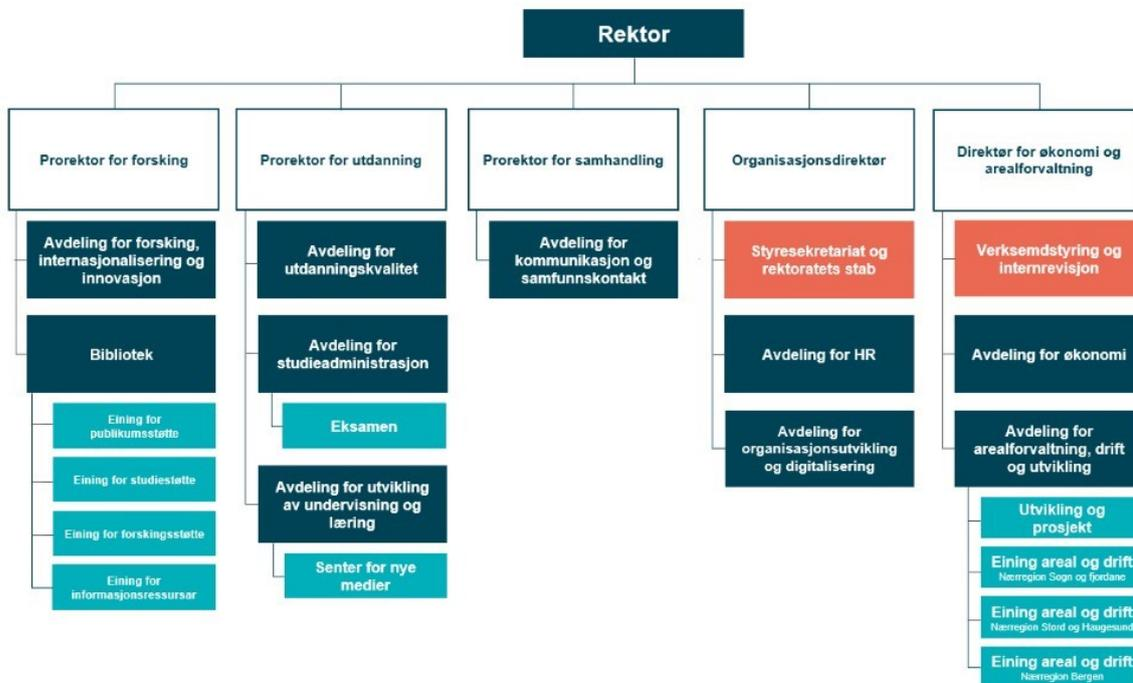 Rektor
Prorektor for forsking
Avdeling for forsking,
internasjonalisering og
innovasjon
Bibliotek
Eining for
publikumsstøtte
Eining for studiestøtte
Eining for forskingsstøtte
Eining for
informasjonsressursar
Prorektor for utdanning
Avdeling for
utdanningskvalitet
Avdeling for
studieadministrasjon
Eksamen
Avdeling for utvikling
av undervisning og
læring
Senter for nye
medier
Prorektor for samhandling
Avdeling for
kommunikasjon og
samfunnskontakt
Organisasjonsdirektør
Styresekretariat og
rektoratets stab
Avdeling for HR
Avdeling for
organisasjonsutvikling
og digitalisering
Direktør for økonomi og
arealforvaltning
Verksemdstyring og
internrevisjon
Avdeling for økonomi
Avdeling for
arealforvaltning, drift
og utvikling
Utvikling og
prosjekt
Eining areal og drift
Nærregion Sogn og fjordane
Eining areal og drift
Nærregion Stord og Haugesund
Eining areal og drift
Nærregion Bergen